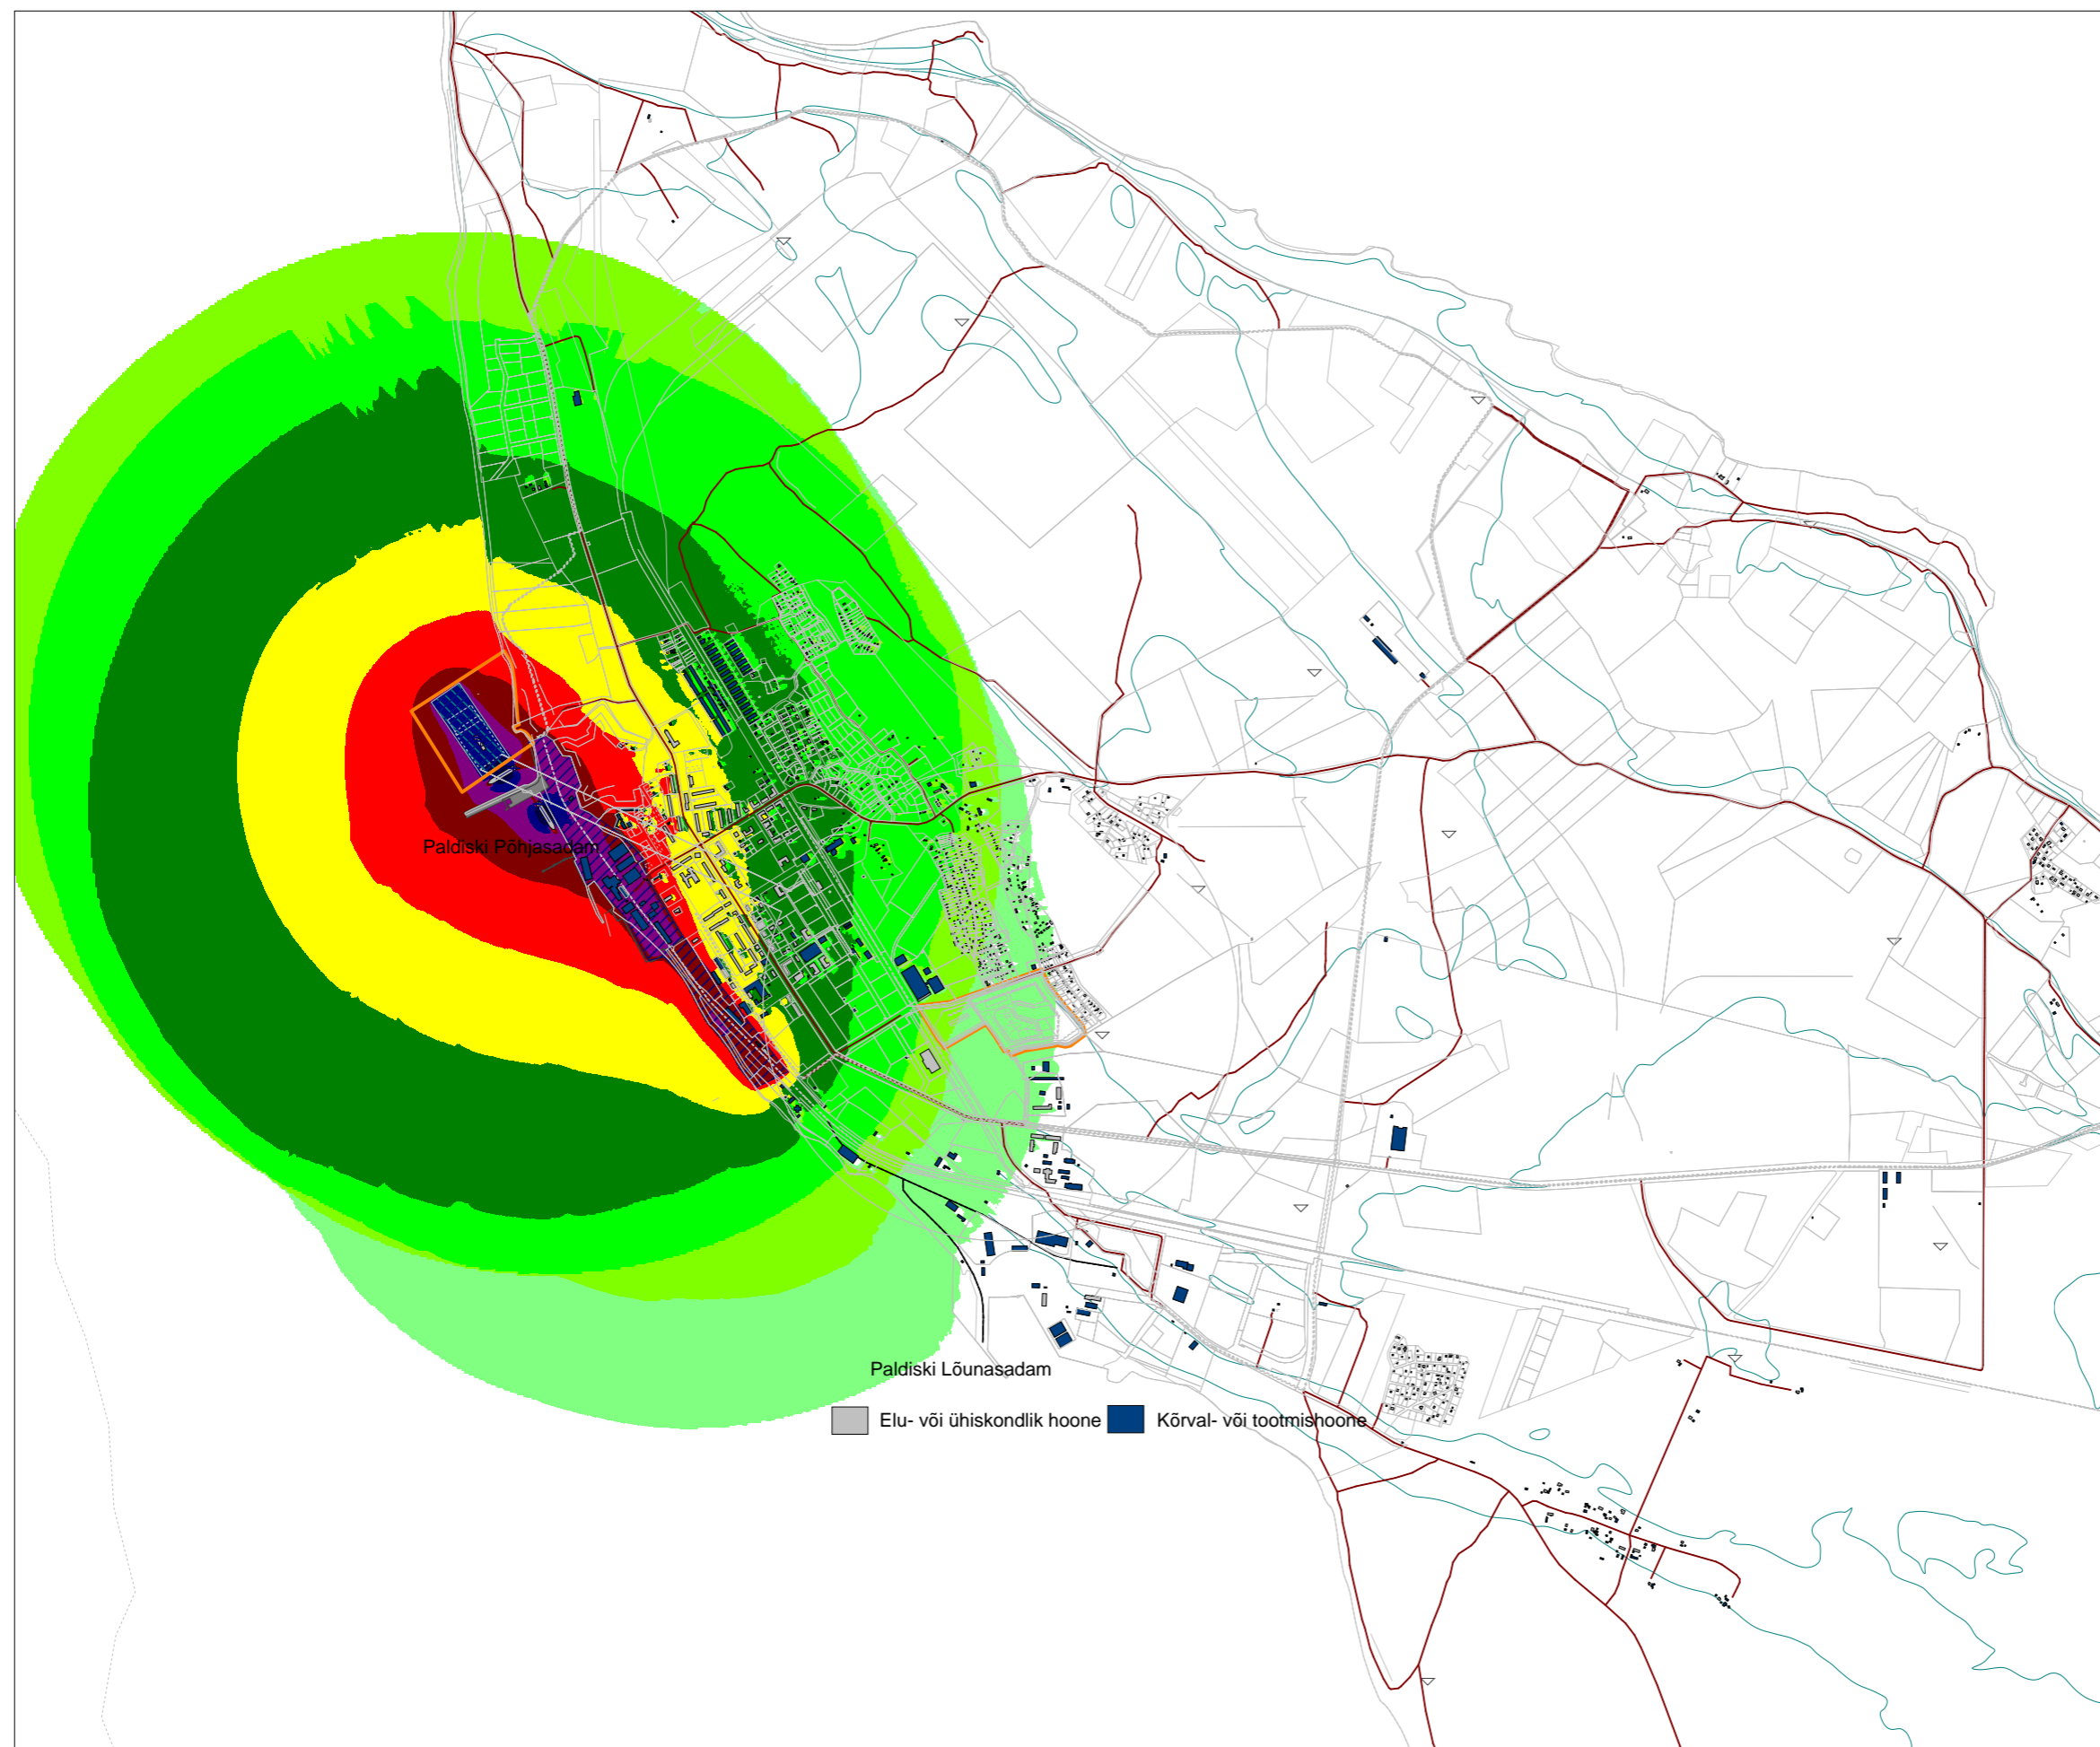 Paldiski Põhjasadam
Paldiski Lõunasadam
Elu- või ühiskondlik hoone
Kõrval- või tootmishoone